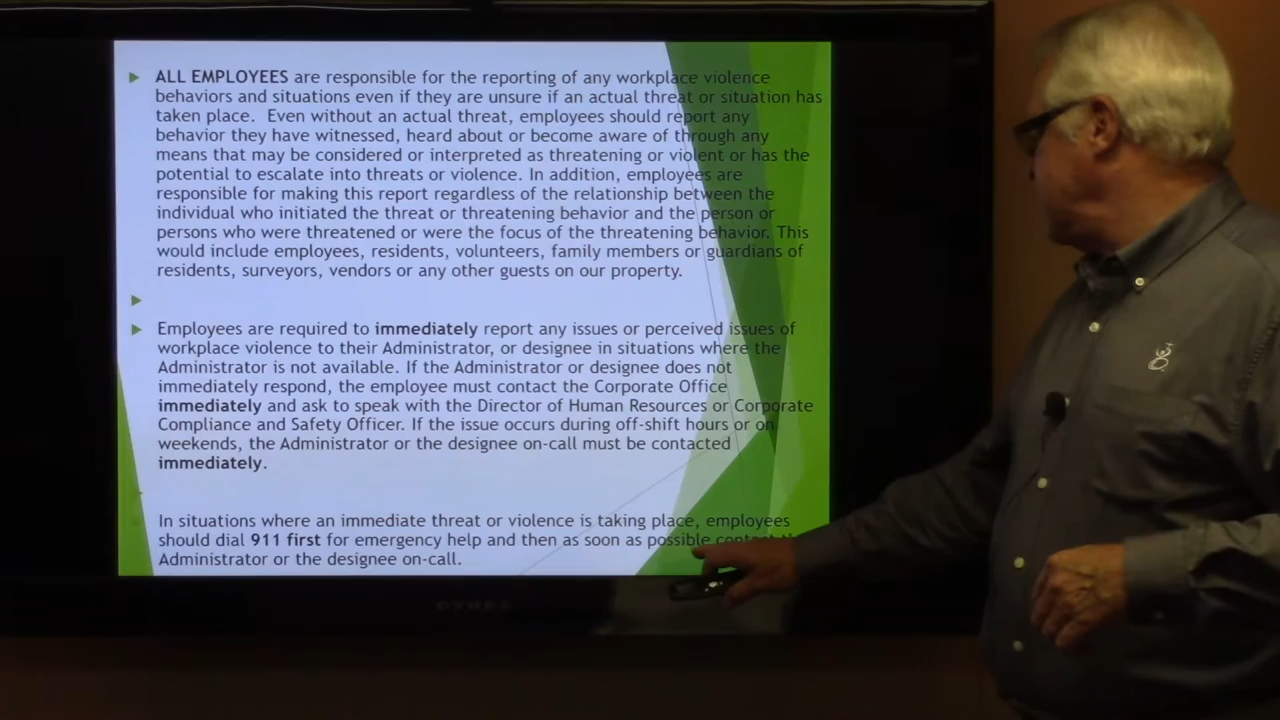 ALL EMPLOYEES are responsible for the reporting of any workplace violence
behaviors and situations even if they are unsure if an actual threat or situation has
taken place. Even without an actual threat, employees should report any
behavior they have witnessed, heard about or become aware of through any
means that may be considered or interpreted as threatening or violent or has the
potential to escalate into threats or violence. In addition, employees are
responsible for making this report regardless of the relationship between the
individual who initiated the threat or threatening behavior and the person or
persons who were threatened or were the focus of the threatening behavior. This
would include employees, residents, volunteers, family members or guardians of
residents, surveyors, vendors or any other guests on our property.
Employees are required to immediately report any issues or perceived issues of
workplace violence to their Administrator, or designee in situations where the
Administrator is not available. If the Administrator or designee does not
immediately respond, the employee must contact the Corporate Office
immediately and ask to speak with the Director of Human Resources or Corporate
Compliance and Safety Officer. If the issue occurs during off-shift hours or on
weekends, the Administrator or the designee on-call must be contacted
immediately.
In situations where an immediate threat or violence is taking place, employees
should dial 911 first for emergency help and then as soon as possible
Administrator or the designee on-call.